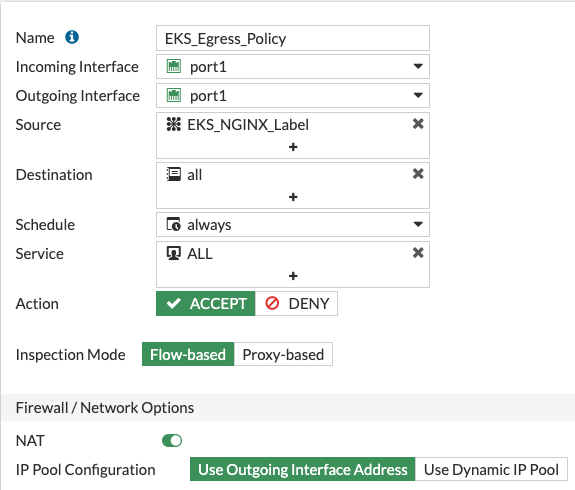 Name EKS_Egress_Policy
Incoming Interface port1
Outgoing Interface port1
Source EKS_NGINX_Label
+
Destination all
+
Schedule always
Service ALL
+
Action ACCEPT DENY
Inspection Mode Flow-based Proxy-based
Firewall / Network Options
NAT
IP Pool Configuration Use Outgoing Interface Address Use Dynamic IP Pool